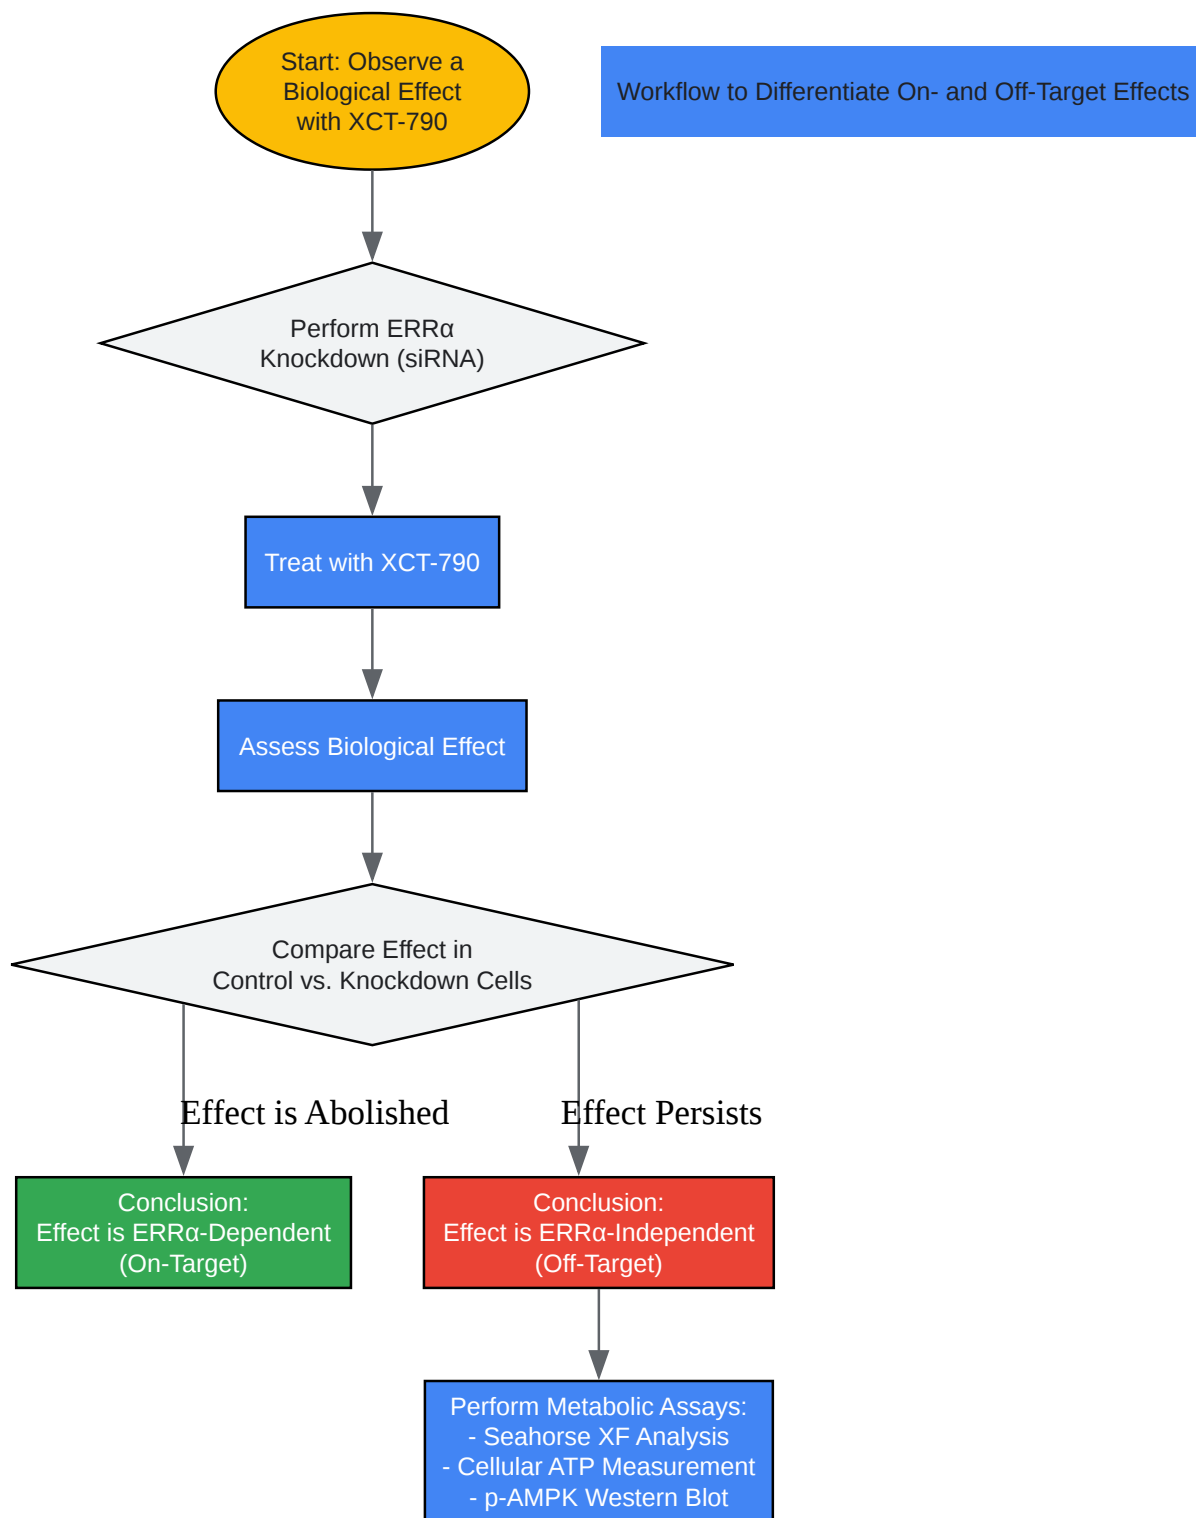 Start: Observe a
Biological Effect
with XCT-790
Workflow to Differentiate On- and Off-Target Effects
Perform ERRα
Knockdown (siRNA)
Treat with XCT-790
Assess Biological Effect
Compare Effect in
Control vs. Knockdown Cells
Effect is Abolished
Effect Persists
Conclusion:
Effect is ERRα-Dependent
(On-Target)
Conclusion:
Effect is ERRα-Independent
(Off-Target)
Perform Metabolic Assays:
- Seahorse XF Analysis
- Cellular ATP Measurement
- p-AMPK Western Blot